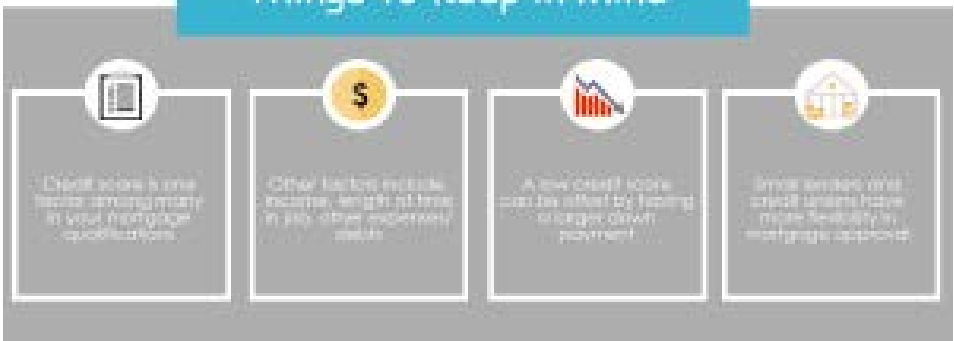 Things To Keep In Mind
Credit score is one
factor among many
in your mortgage
qualifications
$
Other factors include
income, length of time
in job, other expenses/
debts
A low credit score
can be offset by having
a larger down
payment
Small lenders and
credit unions have
more flexibility in
mortgage approval